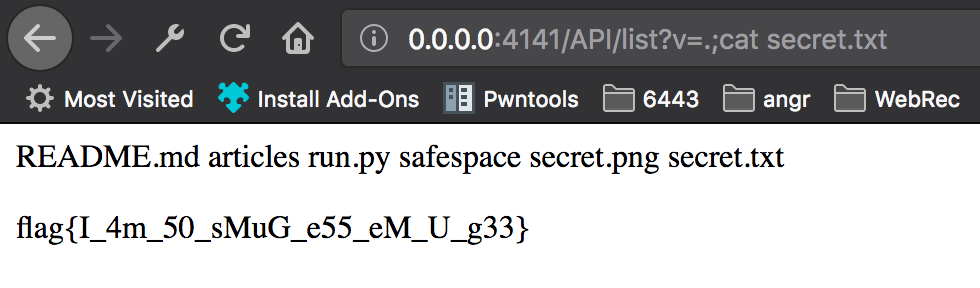 0.0.0.0:4141/API/list?v=.;cat secret.txt
Most Visited Install Add-Ons Pwntools 6443 angr WebRec
README.md articles run.py safespace secret.png secret.txt
flag{I_4m_50_sMuG_e55_eM_U_g33}